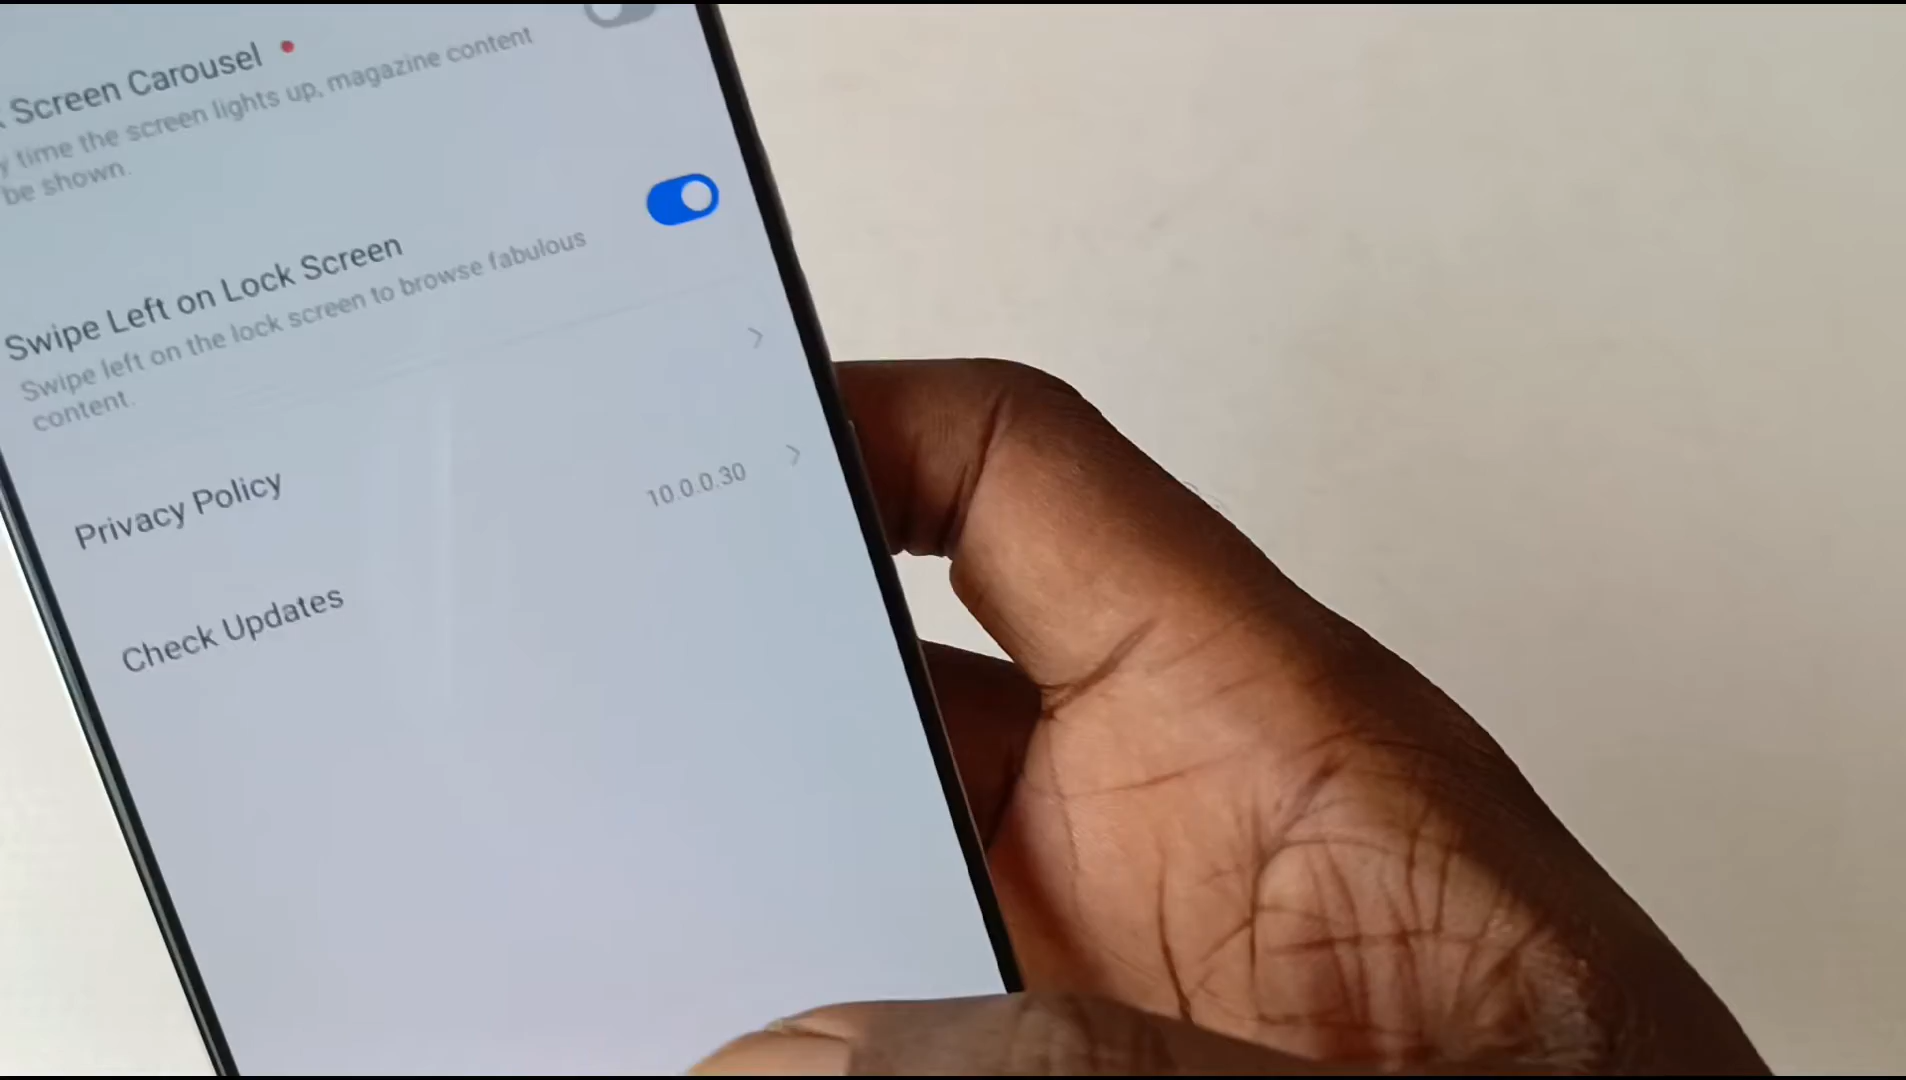 Screen Carousel
time the screen lights up, magazine content
be shown.
Swipe Left on Lock Screen
Swipe left on the lock screen to browse fabulous
content.
Privacy Policy
10.0.0.30
Check Updates